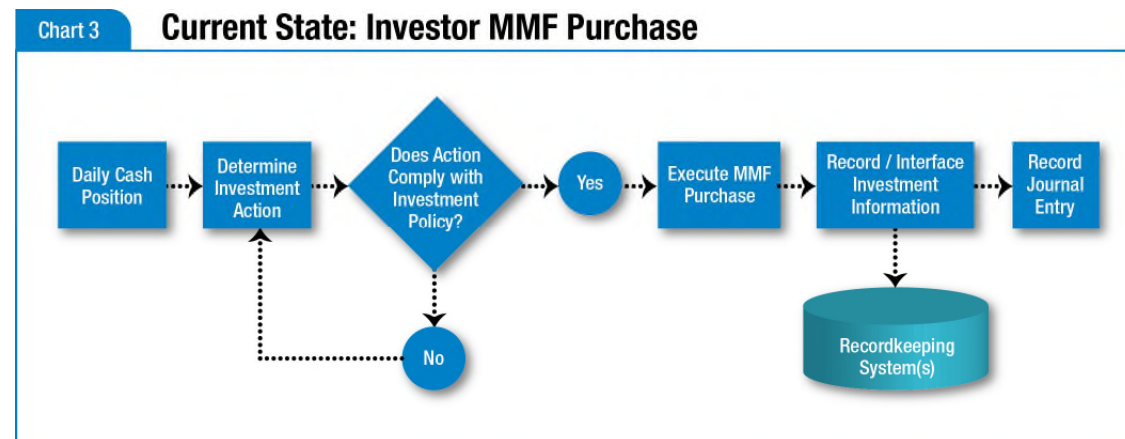 Chart 3
Current State: Investor MMF Purchase
Daily Cash
Position
Determine
Investment
Action
Does Action
Comply with
Investment
Policy?
Yes
Execute MMF
Purchase
Record / Interface
Investment
Information
Record
Journal
Entry
No
Recordkeeping
System(s)